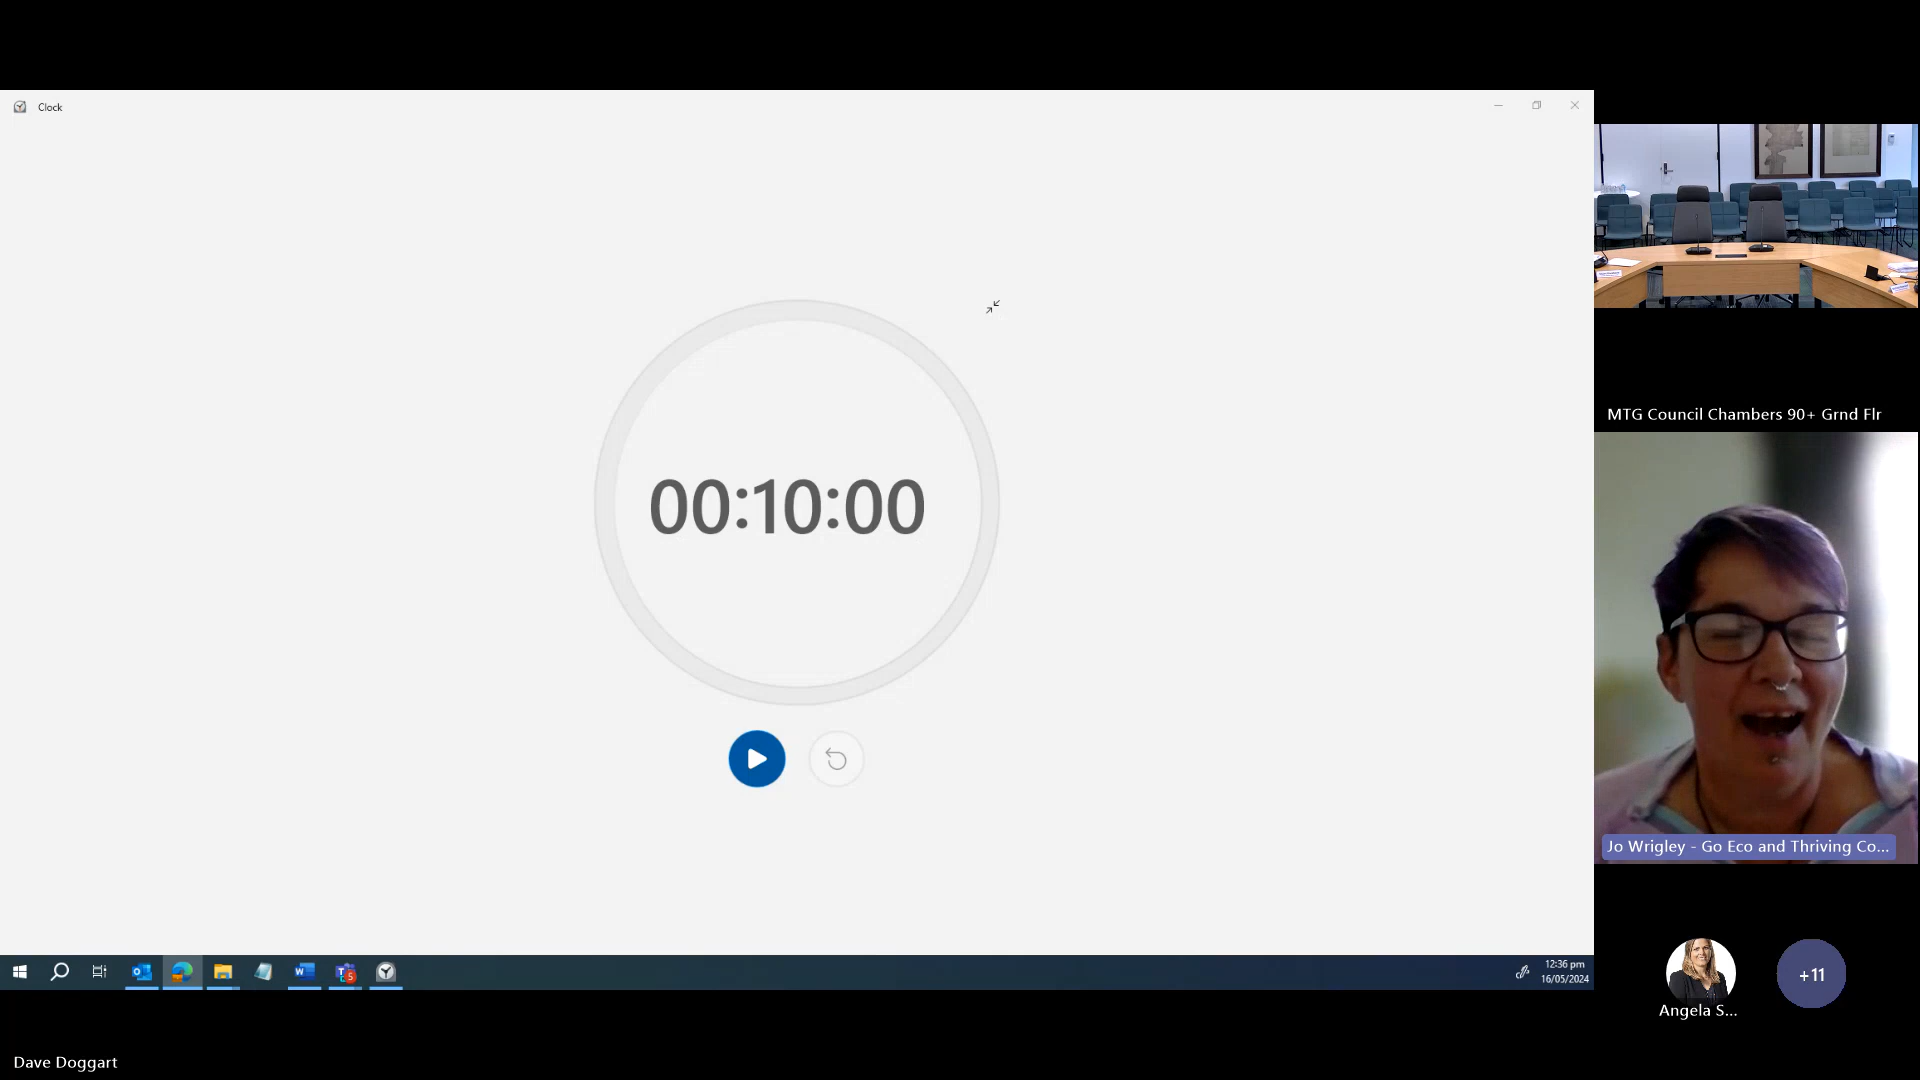 Clock
00:10:00
MTG Council Chambers 90+ Grnd Flr
Jo Wrigley - Go Eco and Thriving Co...
Angela S...
+11
5
12:36 pm
16/05/2024
Dave Doggart